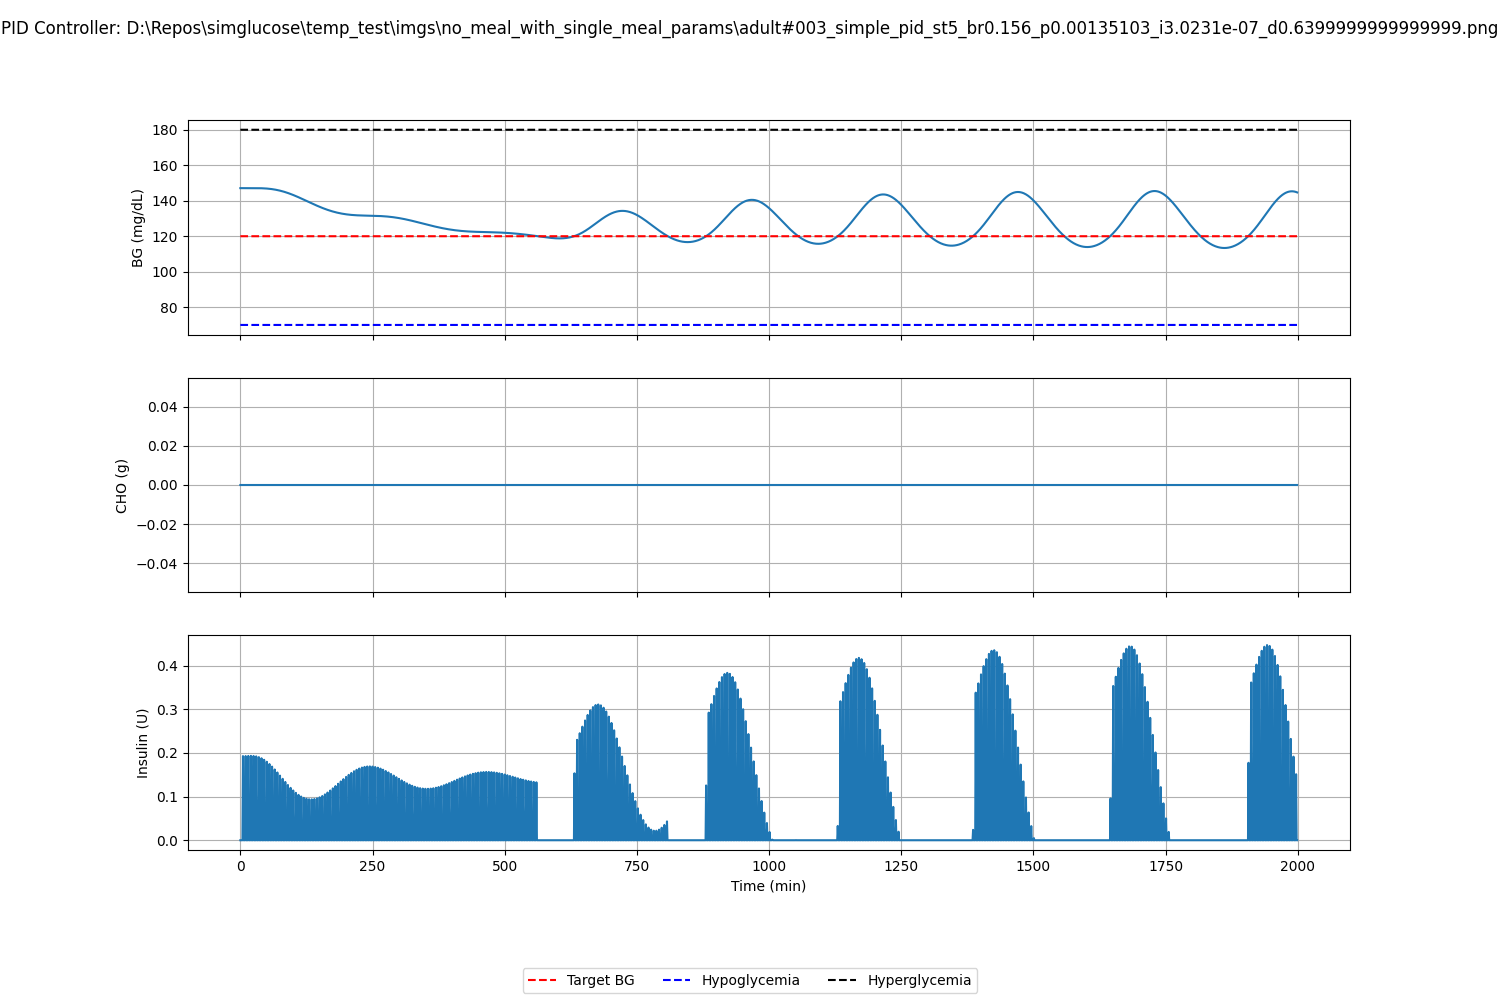 PID Controller: D:\Repos\simglucose\temp_test\imgs\no_meal_with_single_meal_params\adult#003_simple_pid_st5_br0.156_p0.00135103_i3.0231e-07_d0.6399999999999999.png
180
160
140
120
100
80
BG (mg/dL)
0.04
0.02
0.00
−0.02
−0.04
CHO (g)
0.4
0.3
0.2
0.1
0.0
Insulin (U)
0 250 500 750 1000 1250 1500 1750 2000
Time (min)
Target BG Hypoglycemia Hyperglycemia